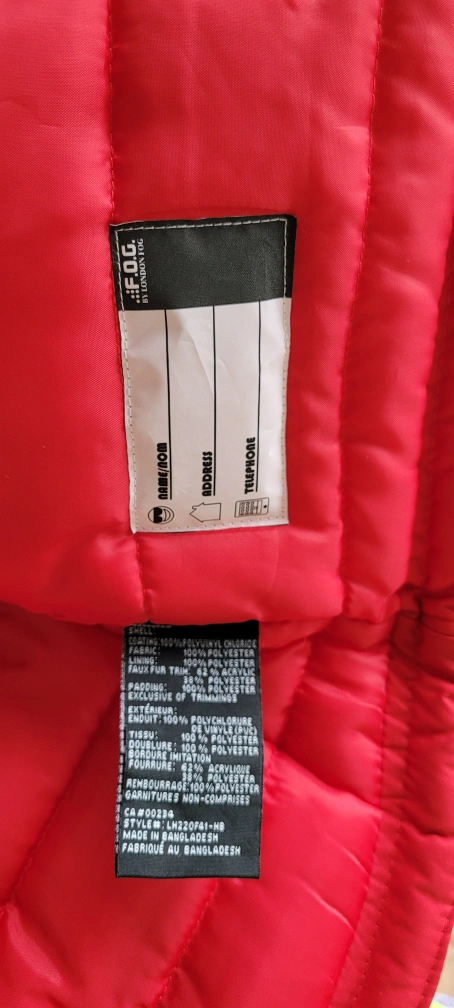 F.O.G.
BY LONDON FOG
NAME/NOM
ADDRESS
TELEPHONE
SHELL
COATING:100%POLYVINYL CHLORIDE
FABRIC: 100%POLYESTER
LINING: 100%POLYESTER
FAUX FUR TRIM: 62 % ACRYLIC
38% POLYESTER
PADDING: 100%POLYESTER
EXCLUSIVE OF TRIMMINGS
EXTÉRIEUR:
ENDUIT:100% POLYCHLORURE
DE VINYLE (PVC)
TISSU: 100% POLYESTER
DOUBLURE: 100 % POLYESTER
BORDURE IMITATION
FOURRURE: 62% ACRYLIQUE
38% POLYESTER
REMBOURRAGE:100%POLYESTER
GARNITURES NON-COMPRISES
CA#00234
STYLE#: LH220F41-HB
MADE IN BANGLADESH
FABRIQUÉ AU BANGLADESH